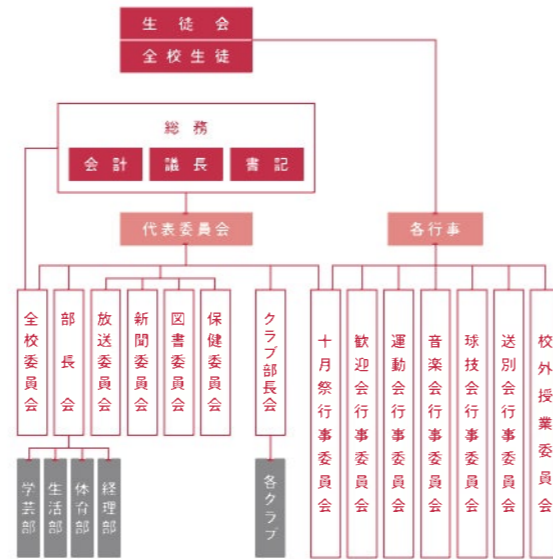 生徒会
全校生徒
総務
会計
議長
書記
代表委員会
各行事
全校委員会
部長会
放送委員会
新聞委員会
図書委員会
保健委員会
クラブ部長会
十月祭行事委員会
歓迎会行事委員会
運動会行事委員会
音楽会行事委員会
球技会行事委員会
送別会行事委員会
校外授業委員会
学芸部
生活部
体育部
経理部
各クラブ